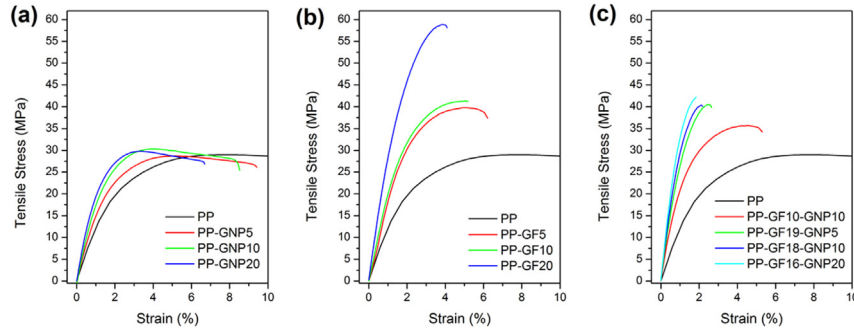 (a)
Tensile Stress (MPa)
60
55
50
45
40
35
30
25
20
15
10
5
0
PP
PP-GNP5
PP-GNP10
PP-GNP20
0 2 4 6 8 10
Strain (%)
(b)
Tensile Stress (MPa)
60
55
50
45
40
35
30
25
20
15
10
5
0
PP
PP-GF5
PP-GF10
PP-GF20
0 2 4 6 8 10
Strain (%)
(c)
Tensile Stress (MPa)
60
55
50
45
40
35
30
25
20
15
10
5
0
PP
PP-GF10-GNP10
PP-GF19-GNP5
PP-GF18-GNP10
PP-GF16-GNP20
0 2 4 6 8 10
Strain (%)